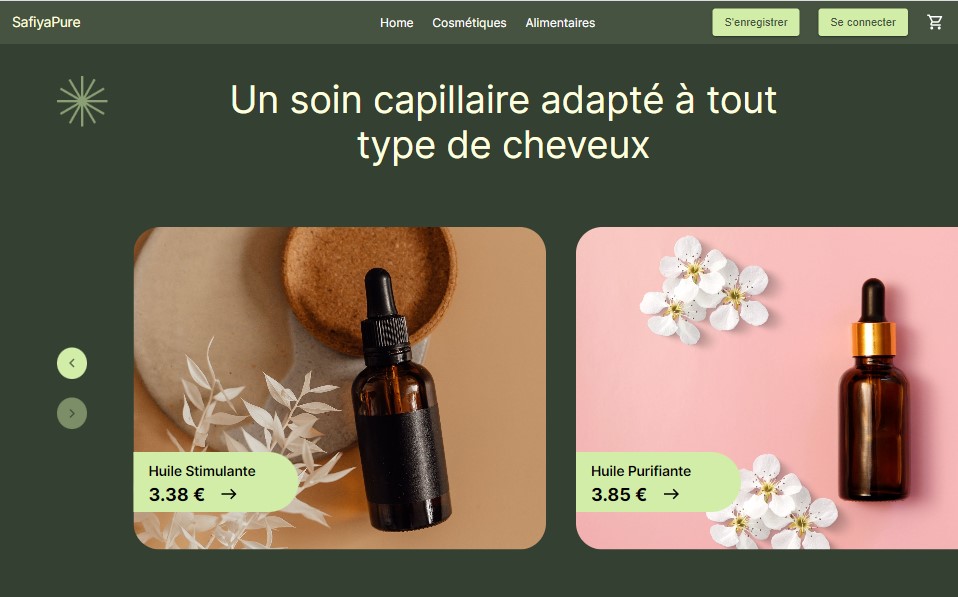 SafiyaPure
Home Cosmétiques Alimentaires
S'enregistrer Se connecter
Un soin capillaire adapté à tout
type de cheveux
Huile Stimulante
3.38 € →
Huile Purifiante
3.85 € →